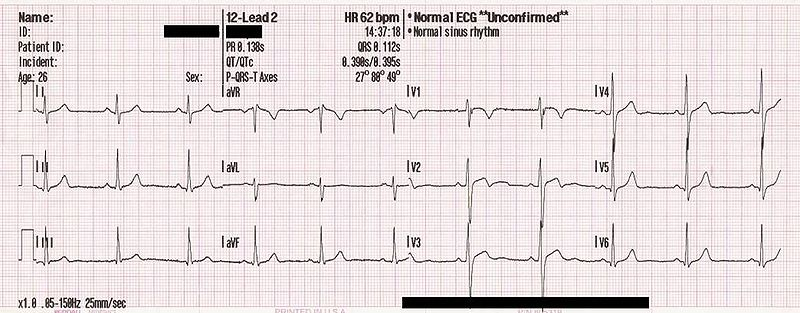 Name:
12-Lead 2
HR 62 bpm
• Normal ECG **Unconfirmed**
ID:
14:37:18
• Normal sinus rhythm
Patient ID:
PR 0.138s
QRS 0.112s
Incident:
QT/QTc
0.390s/0.395s
Age: 26
Sex:
P-QRS-T Axes
27° 88° 49°
I
aVR
V1
V4
II
aVL
V2
V5
III
aVF
V3
V6
x1.0 .05-150Hz 25mm/sec
PRINTED IN U.S.A.